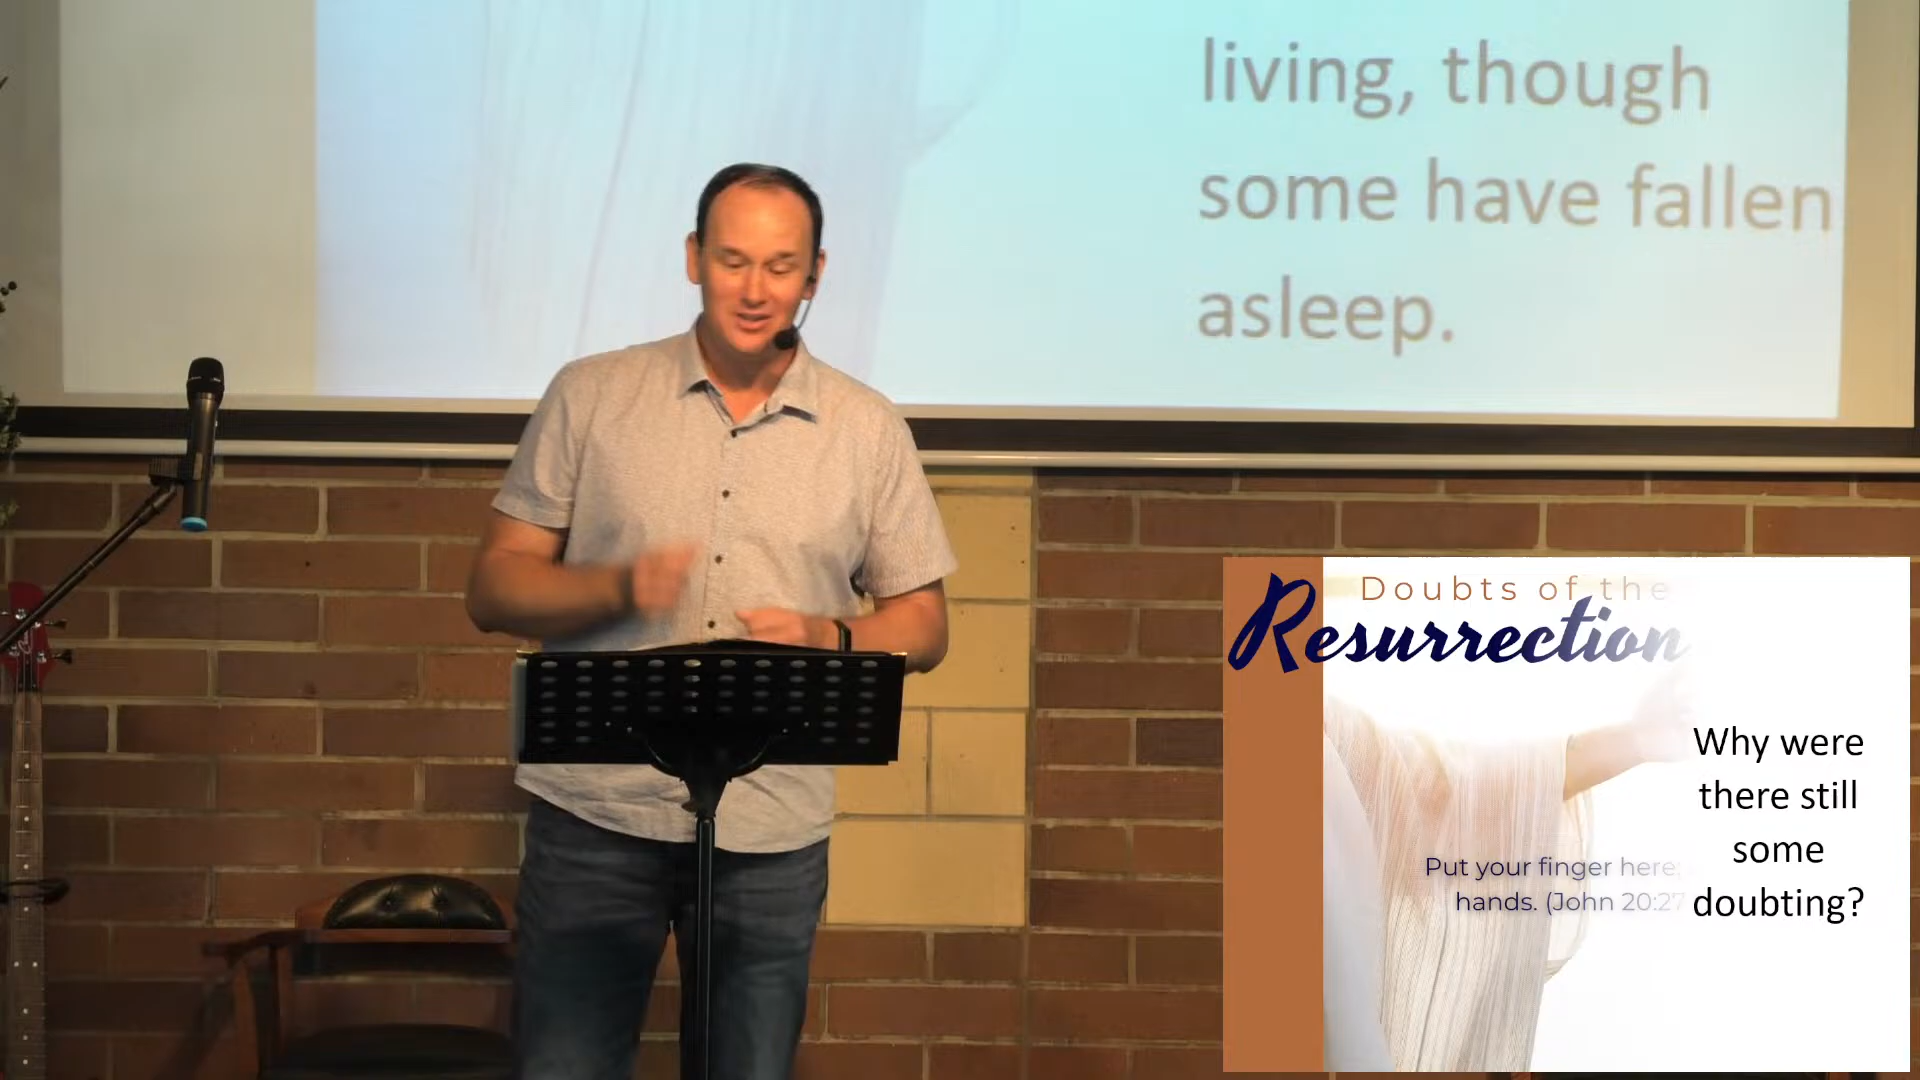 living, though
some have fallen
asleep.
Doubts of the
Resurrection
Why were
there still
some
doubting?
Put your finger here;
hands. (John 20:27